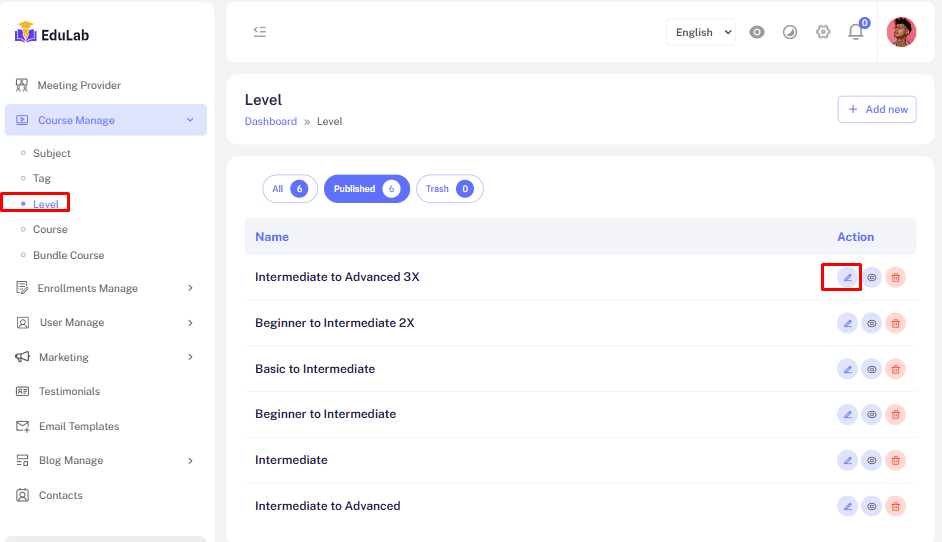 EduLab
Meeting Provider
Course Manage
Subject
Tag
Level
Course
Bundle Course
Enrollments Manage
User Manage
Marketing
Testimonials
Email Templates
Blog Manage
Contacts
English
0
Level
Dashboard » Level
+ Add new
All 6
Published 6
Trash 0
Name Action
Intermediate to Advanced 3X
Beginner to Intermediate 2X
Basic to Intermediate
Beginner to Intermediate
Intermediate
Intermediate to Advanced